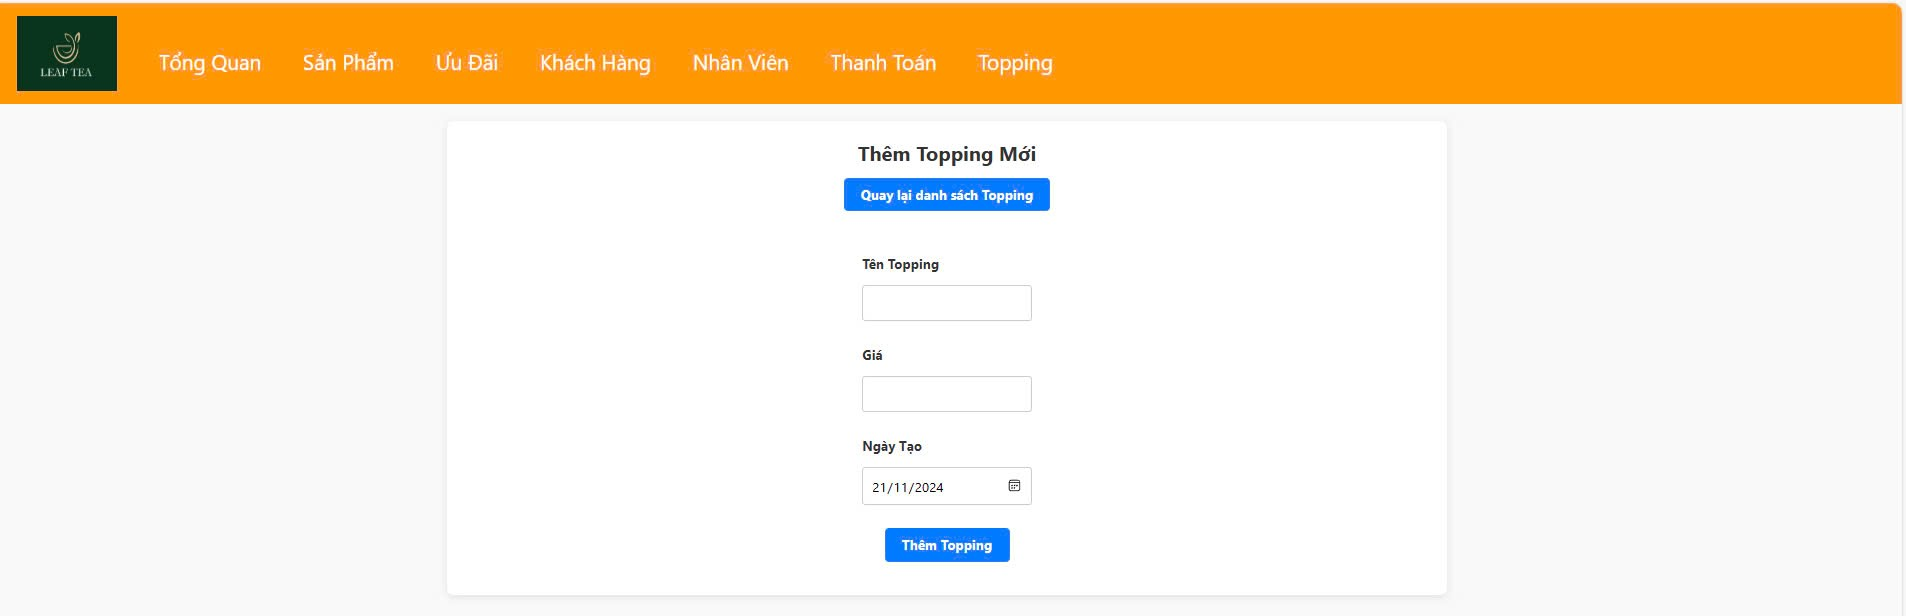 LEAF TEA
Tổng Quan Sản Phẩm Ưu Đãi Khách Hàng Nhân Viên Thanh Toán Topping
Thêm Topping Mới
Quay lại danh sách Topping
Tên Topping
Giá
Ngày Tạo
21/11/2024
Thêm Topping